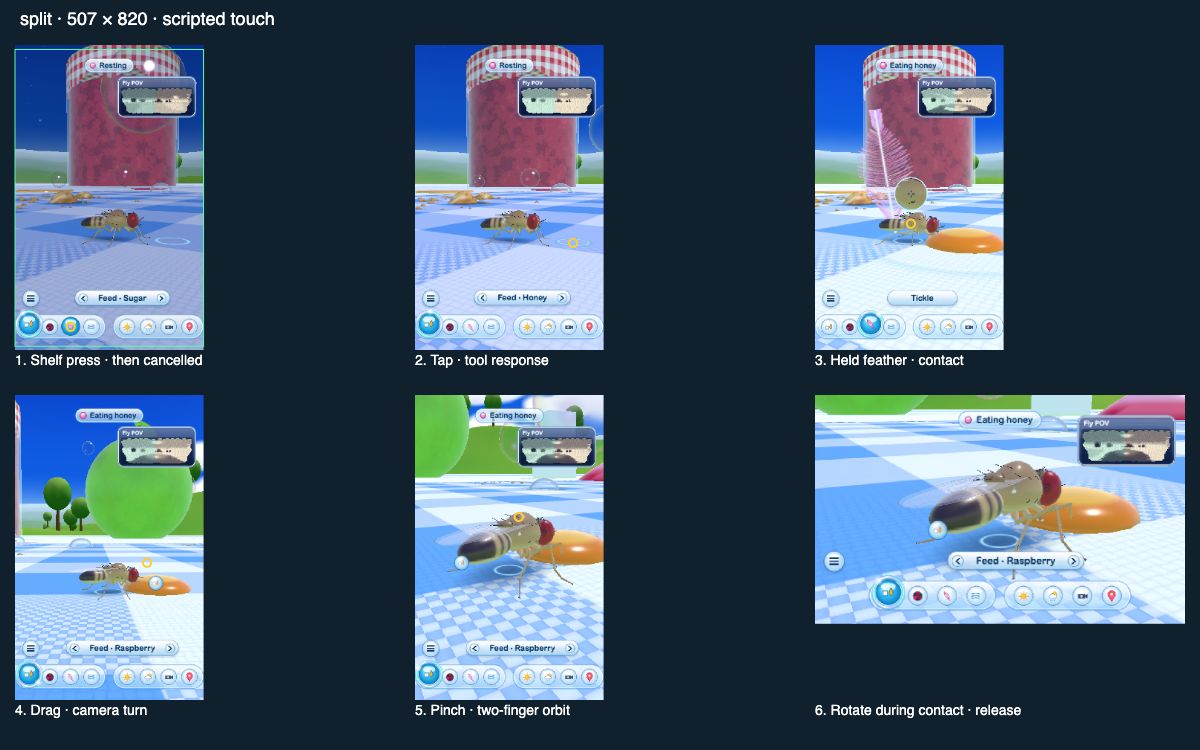 split · 507 × 820 · scripted touch
Resting
Fly POV
Feed · Sugar
1. Shelf press · then cancelled
Resting
Fly POV
Feed · Honey
2. Tap · tool response
Eating honey
Fly POV
Tickle
3. Held feather · contact
Eating honey
Fly POV
Feed · Raspberry
4. Drag · camera turn
Eating honey
Fly POV
Feed · Raspberry
5. Pinch · two-finger orbit
Eating honey
Fly POV
Feed · Raspberry
6. Rotate during contact · release